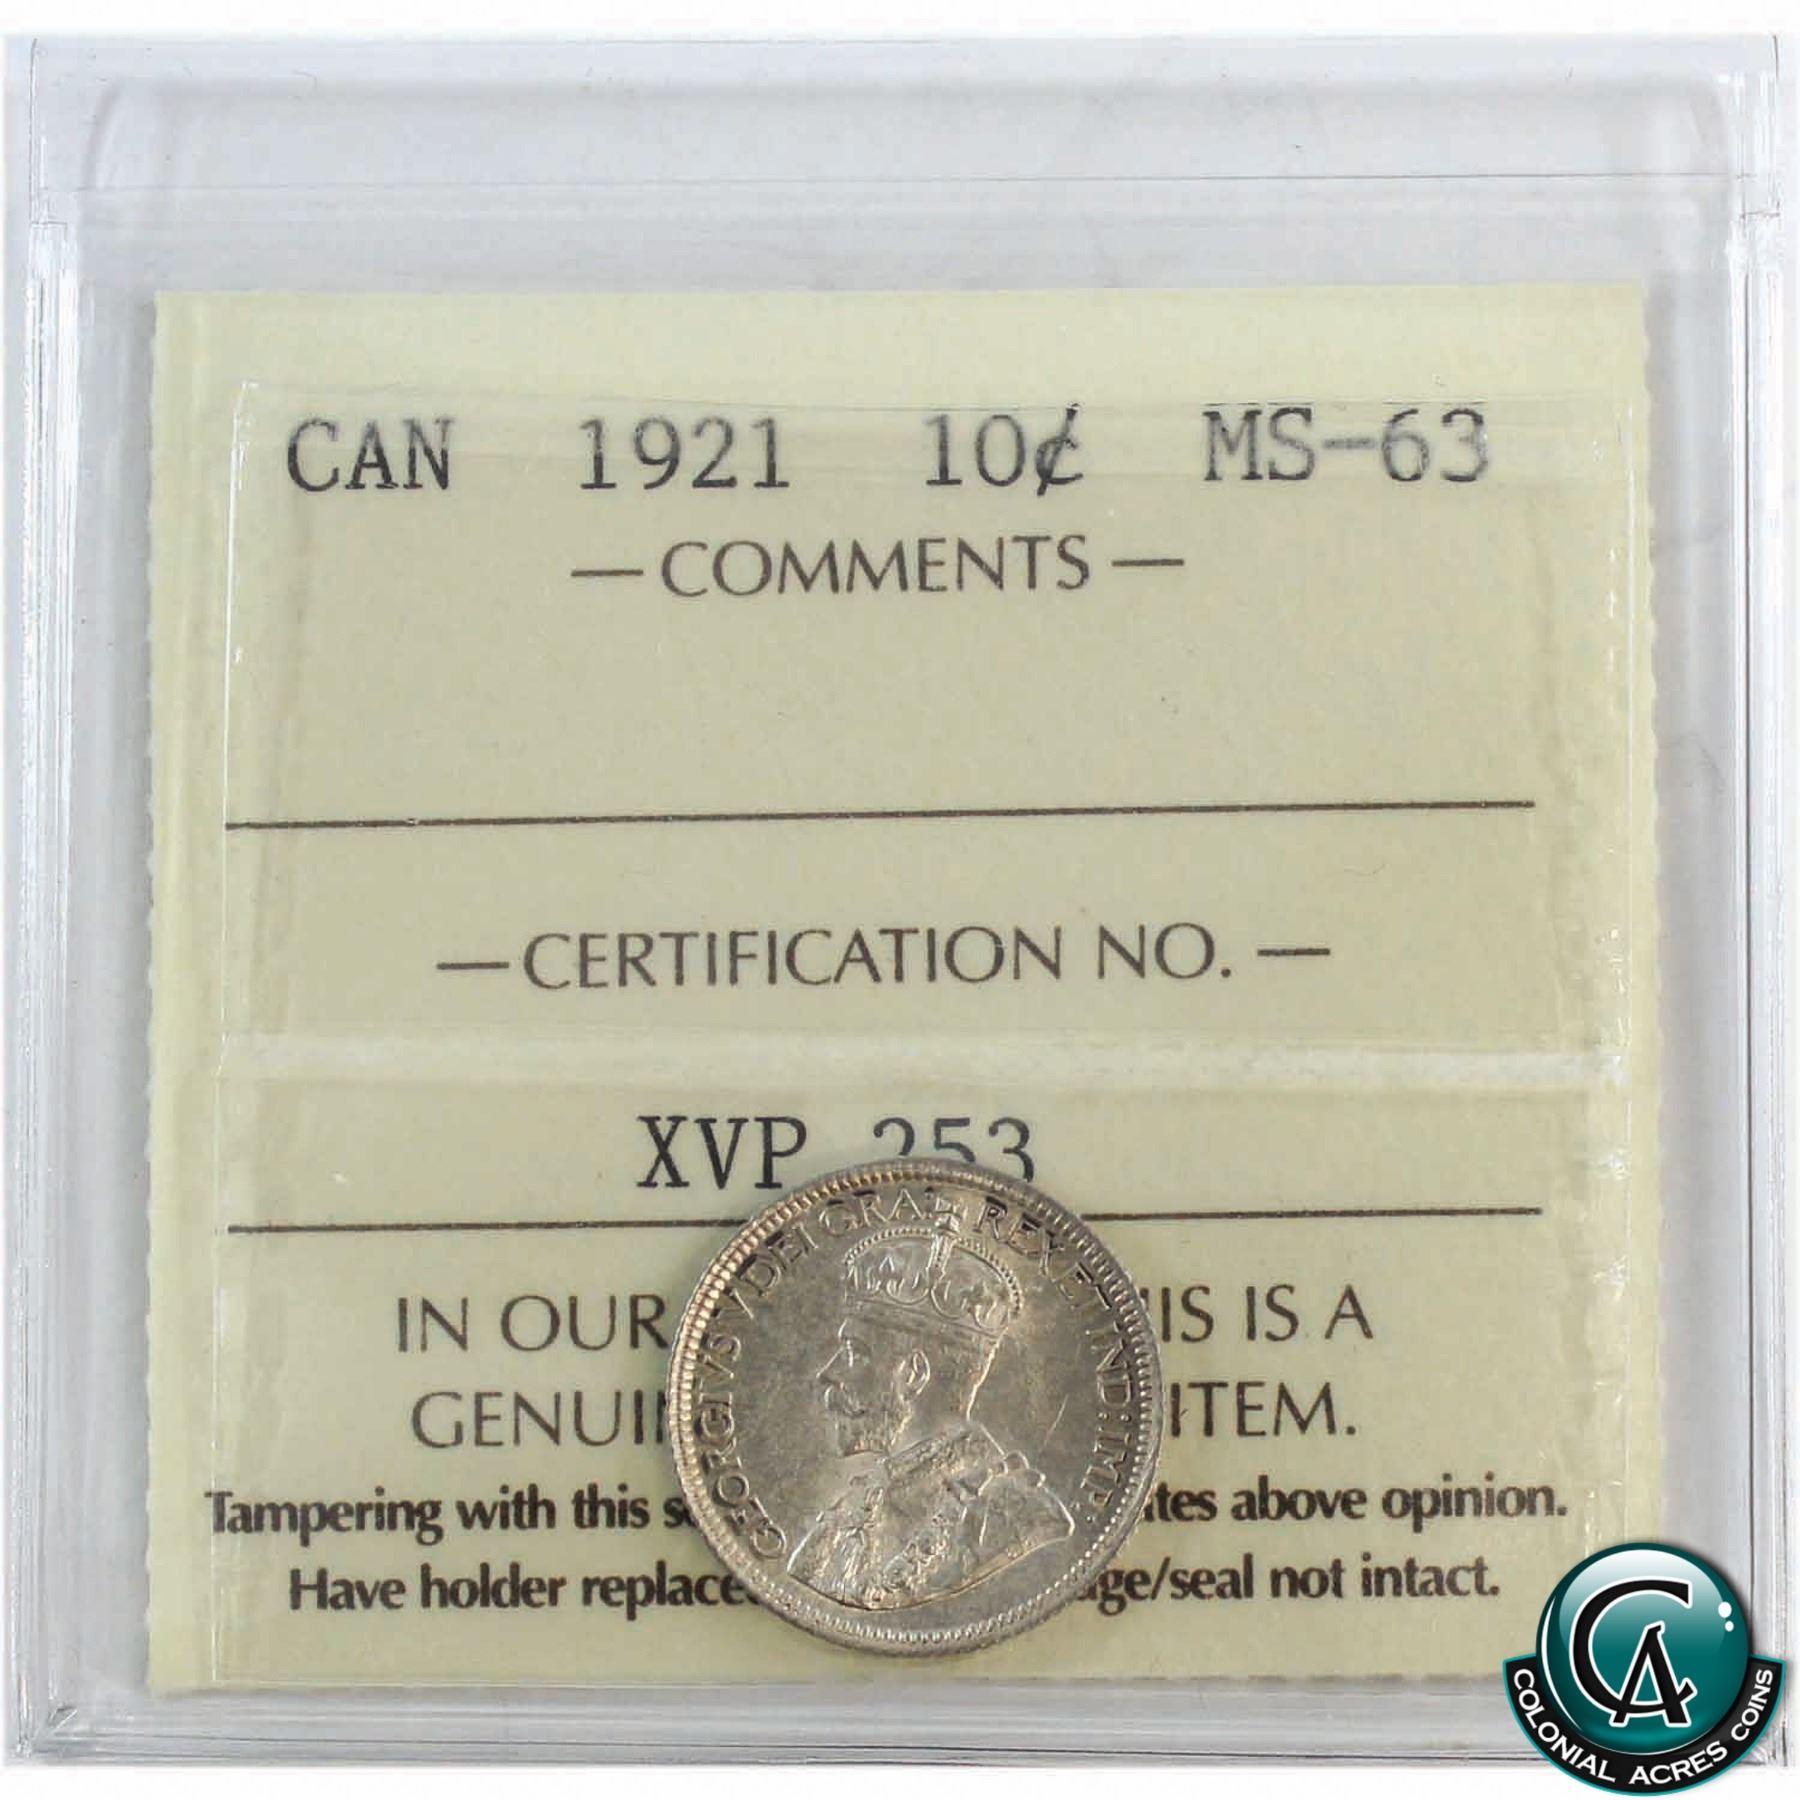 CAN 1921 10¢ MS-63
— COMMENTS —
— CERTIFICATION NO. —
XVP 253
IN OUR IS IS A
GENUI ITEM.
Tampering with this s ates above opinion.
Have holder replace ge/seal not intact.
GEORGIVS V DEI GRA: REX ET IND: IMP:
CA
COLONIAL ACRES COINS